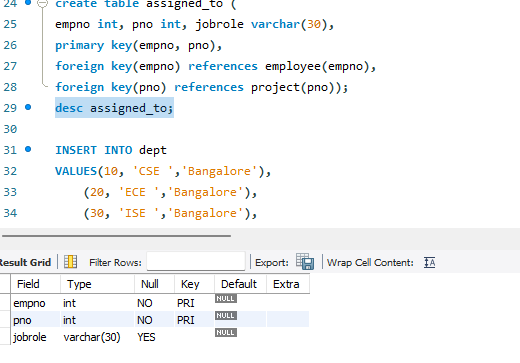 24 create table assigned_to (
25 empno int, pno int, jobrole varchar(30),
26 primary key(empno, pno),
27 foreign key(empno) references employee(empno),
28 foreign key(pno) references project(pno));
29 desc assigned_to;
30
31 INSERT INTO dept
32 VALUES(10, 'CSE ','Bangalore'),
33 (20, 'ECE ','Bangalore'),
34 (30, 'ISE ','Bangalore'),
Result Grid Filter Rows: Export: Wrap Cell Content: IA
Field Type Null Key Default Extra
empno int NO PRI NULL
pno int NO PRI NULL
jobrole varchar(30) YES NULL